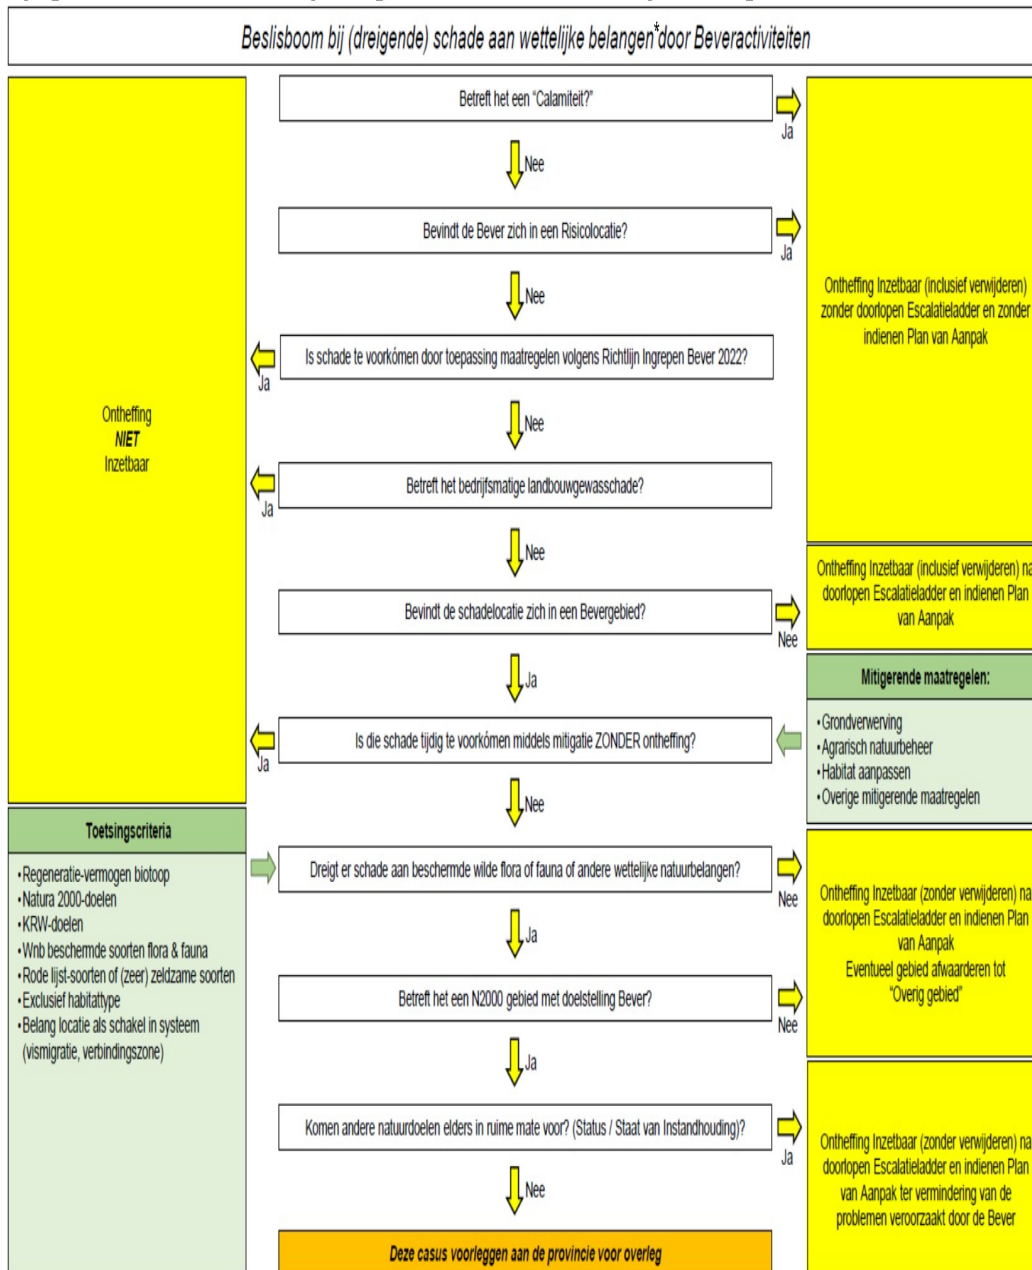 Beslisboom bij (dreigende) schade aan wettelijke belangen*door Beveractiviteiten
Betreft het een “Calamiteit?”
Ja
Nee
Bevindt de Bever zich in een Risicolocatie?
Ja
Nee
Ontheffing Inzetbaar (inclusief verwijderen)
zonder doorlopen Escalatieladder en zonder
indienen Plan van Aanpak
Is schade te voorkómen door toepassing maatregelen volgens Richtlijn Ingrepen Bever 2022?
Ja
Nee
Ontheffing
NIET
Inzetbaar
Betreft het bedrijfsmatige landbouwgewasschade?
Ja
Nee
Bevindt de schadelocatie zich in een Bevergebied?
Nee
Ja
Ontheffing Inzetbaar (inclusief verwijderen) na
doorlopen Escalatieladder en indienen Plan
van Aanpak
Mitigerende maatregelen:
•Grondverwerving
•Agrarisch natuurbeheer
•Habitat aanpassen
•Overige mitigerende maatregelen
Is die schade tijdig te voorkómen middels mitigatie ZONDER ontheffing?
Ja
Nee
Toetsingscriteria
•Regeneratie-vermogen biotoop
•Natura 2000-doelen
•KRW-doelen
•Wnb beschermde soorten flora & fauna
•Rode lijst-soorten of (zeer) zeldzame soorten
•Exclusief habitattype
•Belang locatie als schakel in systeem
(vismigratie, verbindingszone)
Dreigt er schade aan beschermde wilde flora of fauna of andere wettelijke natuurbelangen?
Nee
Ja
Ontheffing Inzetbaar (zonder verwijderen) na
doorlopen Escalatieladder en indienen Plan
van Aanpak
Eventueel gebied afwaarderen tot
“Overig gebied”
Betreft het een N2000 gebied met doelstelling Bever?
Nee
Ja
Komen andere natuurdoelen elders in ruime mate voor? (Status / Staat van Instandhouding)?
Ja
Nee
Ontheffing Inzetbaar (zonder verwijderen) na
doorlopen Escalatieladder en indienen Plan
van Aanpak ter vermindering van de
problemen veroorzaakt door de Bever
Deze casus voorleggen aan de provincie voor overleg